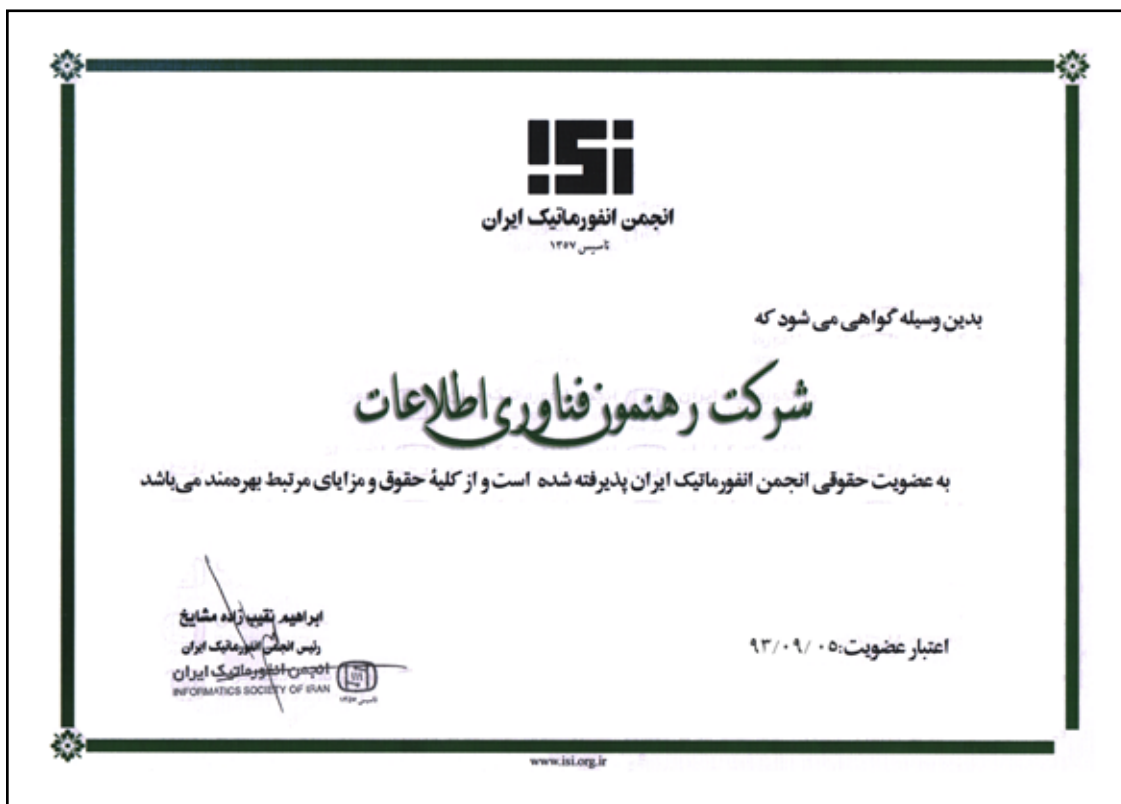 isi
انجمن انفورماتیک ایران
تأسیس ۱۳۵۷
بدین وسیله گواهی می شود که
شرکت رهنمون فناوری اطلاعات
به عضویت حقوقی انجمن انفورماتیک ایران پذیرفته شده است و از کلیهٔ حقوق و مزایای مرتبط بهره‌مند می‌باشد
اعتبار عضویت: ۹۳/۰۹/۰۵
ابراهیم نقیب زاده مشایخ
رئیس انجمن انفورماتیک ایران
انجمن انفورماتیک ایران
INFORMATICS SOCIETY OF IRAN
www.isi.org.ir